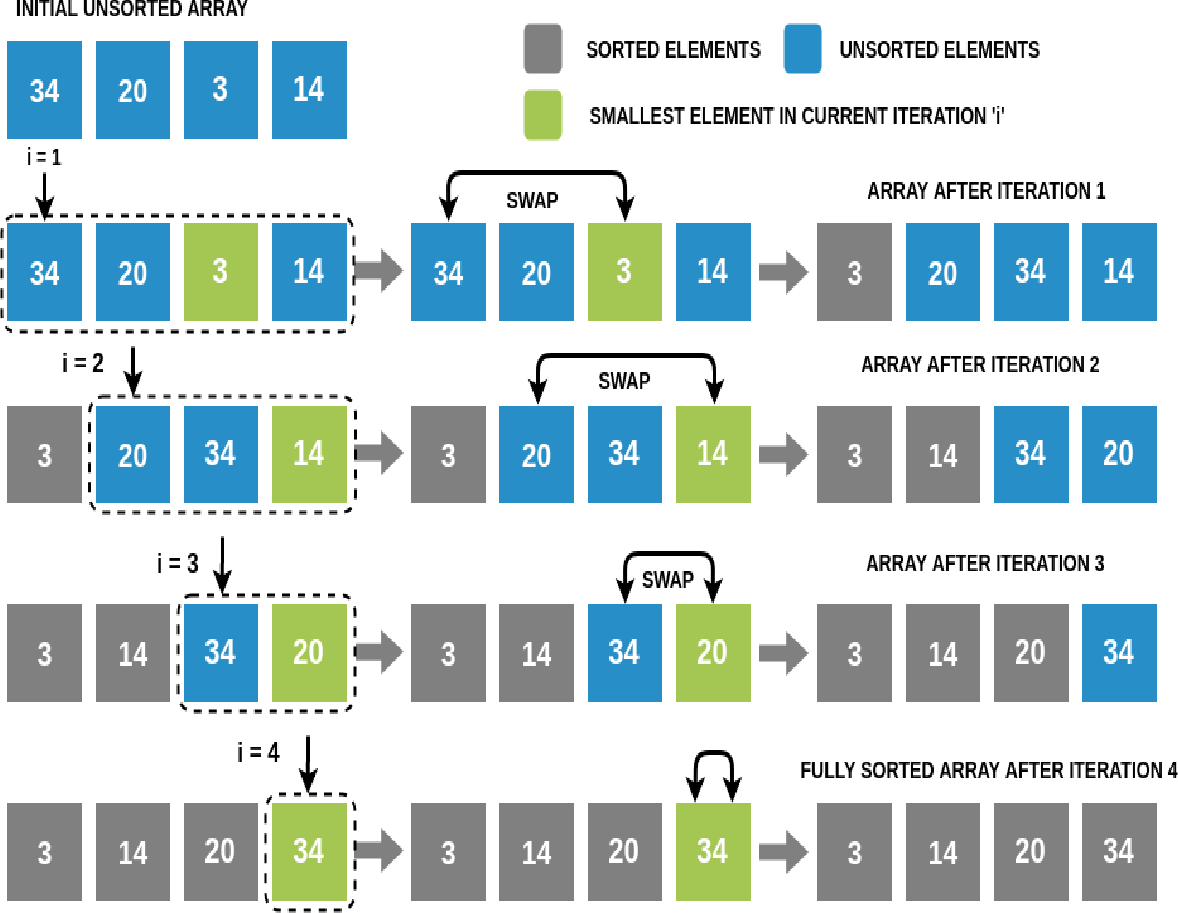 INITIAL UNSORTED ARRAY
SORTED ELEMENTS UNSORTED ELEMENTS
34 20 3 14
SMALLEST ELEMENT IN CURRENT ITERATION 'i'
i = 1
SWAP ARRAY AFTER ITERATION 1
34 20 3 14 34 20 3 14 3 20 34 14
i = 2 SWAP ARRAY AFTER ITERATION 2
3 20 34 14 3 20 34 14 3 14 34 20
i = 3 SWAP ARRAY AFTER ITERATION 3
3 14 34 20 3 14 34 20 3 14 20 34
i = 4 FULLY SORTED ARRAY AFTER ITERATION 4
3 14 20 34 3 14 20 34 3 14 20 34